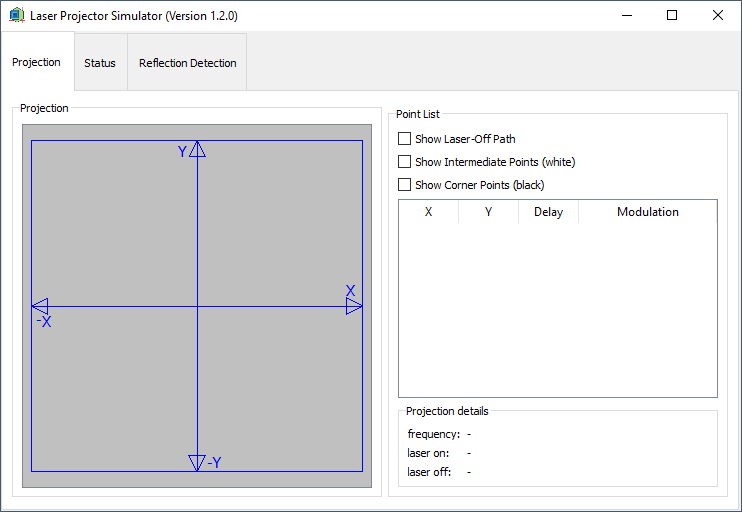 Laser Projector Simulator (Version 1.2.0)
Projection
Status
Reflection Detection
Projection
Y
X
-X
-Y
Point List
Show Laser-Off Path
Show Intermediate Points (white)
Show Corner Points (black)
X Y Delay Modulation
Projection details
frequency: -
laser on: -
laser off: -